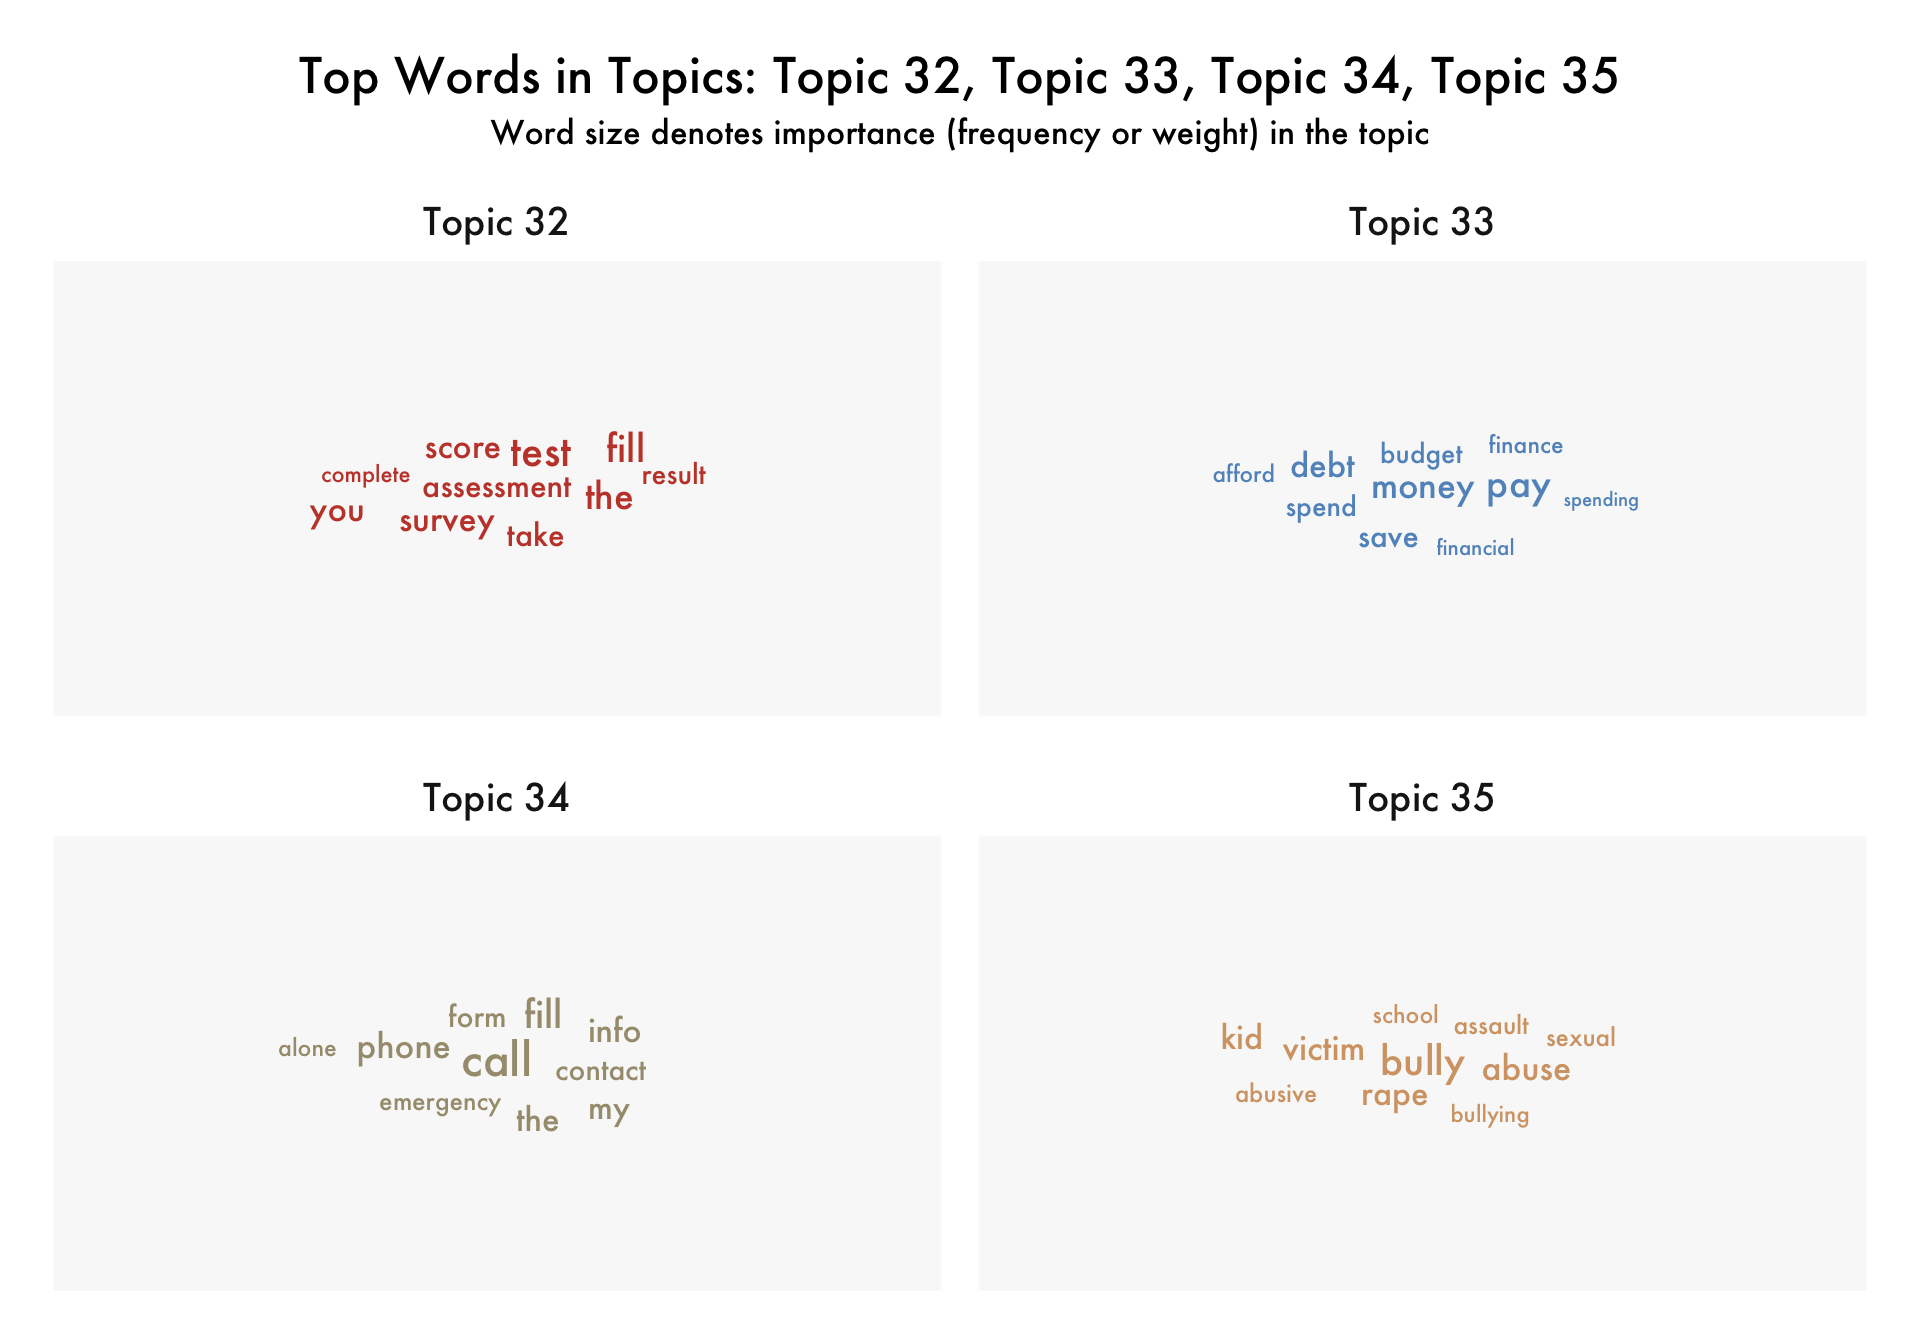 Top Words in Topics: Topic 32, Topic 33, Topic 34, Topic 35
Word size denotes importance (frequency or weight) in the topic
Topic 32
score test fill
complete assessment the result
you survey take
Topic 33
afford debt budget finance
spend money pay spending
save financial
Topic 34
form fill info
alone phone call contact
emergency the my
Topic 35
kid victim school assault sexual
bully abuse
abusive rape bullying